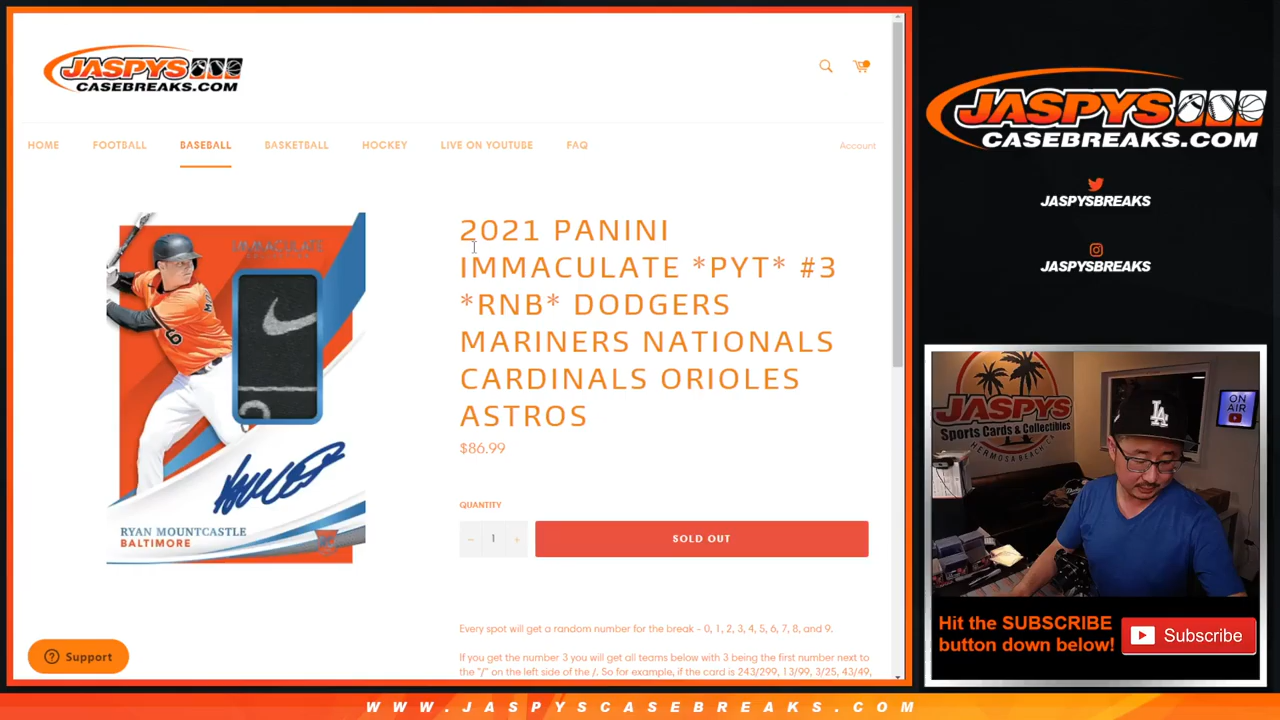 JASPYS
CASEBREAKS.COM
HOME
FOOTBALL
BASEBALL
BASKETBALL
HOCKEY
LIVE ON YOUTUBE
FAQ
Account
IMMACULATE
RYAN MOUNTCASTLE
BALTIMORE
6
2021 PANINI
IMMACULATE *PYT* #3
*RNB* DODGERS
MARINERS NATIONALS
CARDINALS ORIOLES
ASTROS
$86.99
QUANTITY
− 1 +
SOLD OUT
Every spot will get a random number for the break - 0, 1, 2, 3, 4, 5, 6, 7, 8, and 9.
If you get the number 3 you will get all teams below with 3 being the first number next to
the "/" on the left side of the /. So for example, if the card is 243/299, 13/99, 3/25, 43/49,
? Support
JASPYS
CASEBREAKS.COM
JASPYSBREAKS
JASPYSBREAKS
JASPYS
Sports Cards & Collectibles
HERMOSA BEACH, CA
LA
ON
AIR
Hit the SUBSCRIBE
button down below!
Subscribe
WWW.JASPYSCASEBREAKS.COM